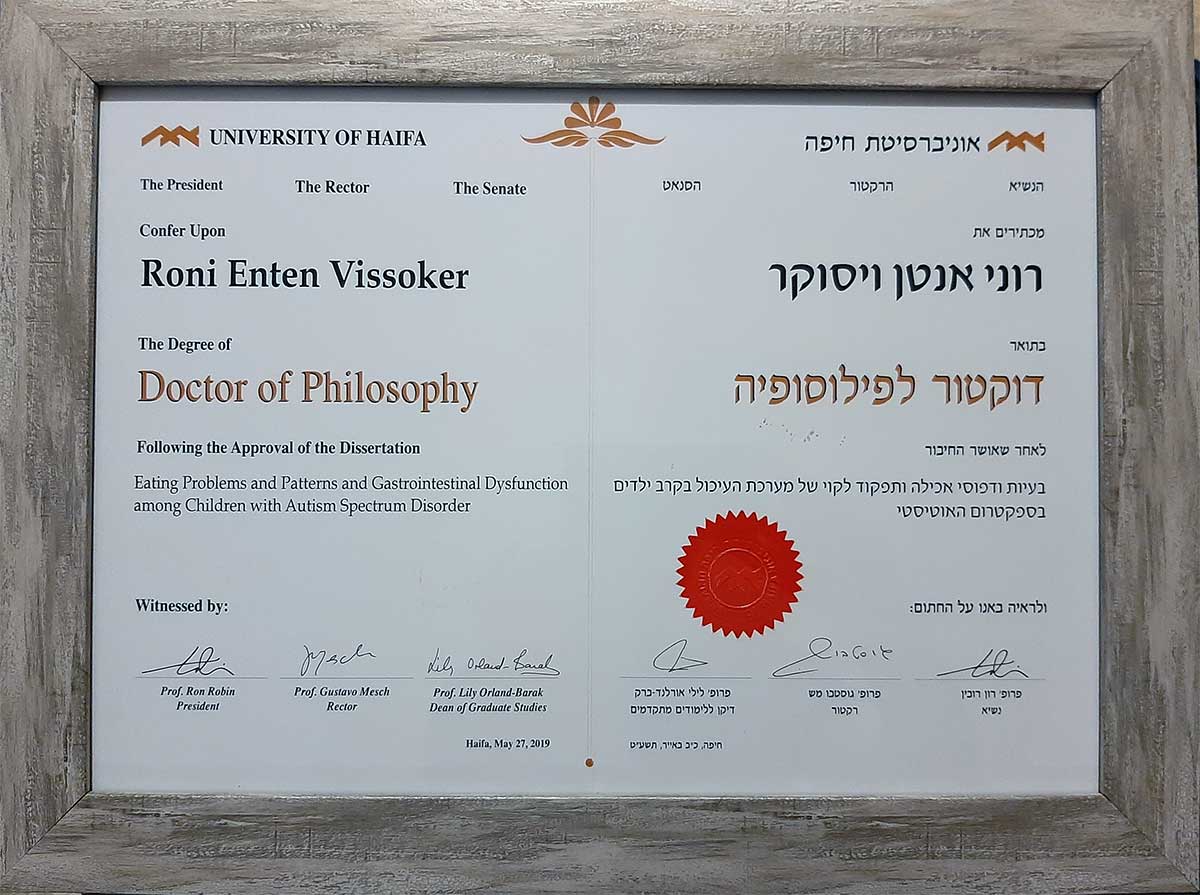 UNIVERSITY OF HAIFA
The President The Rector The Senate
Confer Upon
Roni Enten Vissoker
The Degree of
Doctor of Philosophy
Following the Approval of the Dissertation
Eating Problems and Patterns and Gastrointestinal Dysfunction
among Children with Autism Spectrum Disorder
Witnessed by:
Lily Orland-Barak
Prof. Ron Robin
President
Prof. Gustavo Mesch
Rector
Prof. Lily Orland-Barak
Dean of Graduate Studies
Haifa, May 27, 2019
אוניברסיטת חיפה
הנשיא הרקטור הסנאט
מכתירים את
רוני אנטן ויסוקר
בתואר
דוקטור לפילוסופיה
לאחר שאושר החיבור
בעיות ודפוסי אכילה ותפקוד לקוי של מערכת העיכול בקרב ילדים
בספקטרום האוטיסטי
ולראיה באנו על החתום:
פרופ' רון רובין
נשיא
פרופ' גוסטבו מש
רקטור
פרופ' לילי אורלנד-ברק
דיקן ללימודים מתקדמים
חיפה, כ״ב באייר, תשע״ט